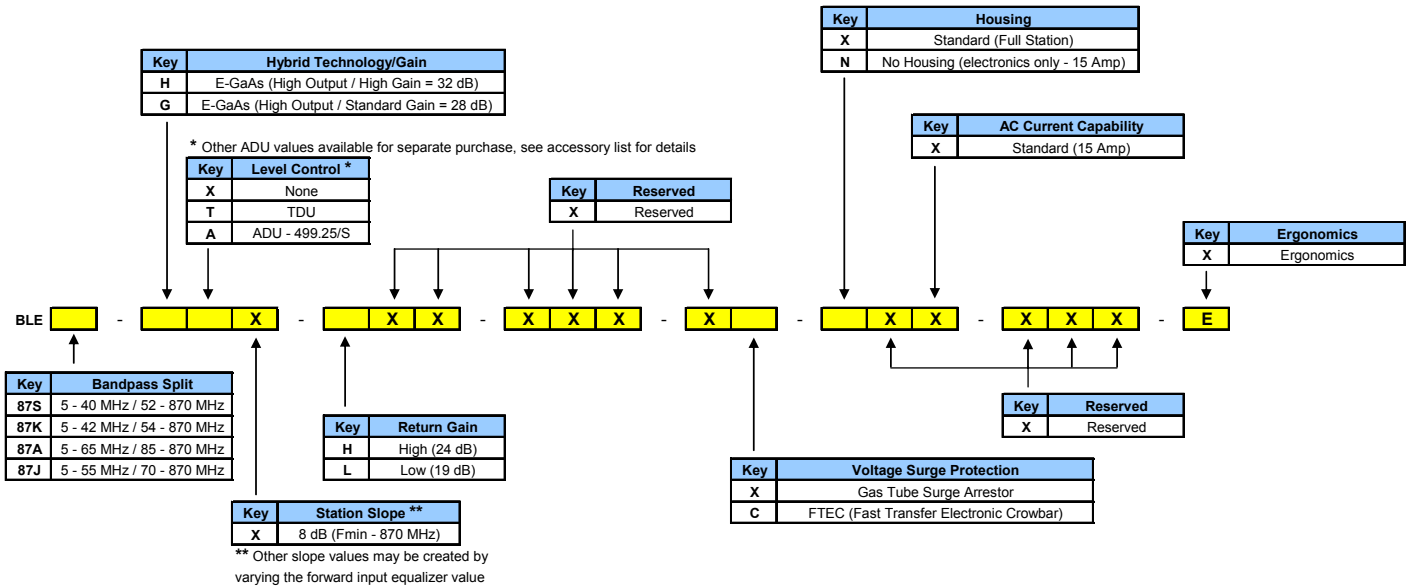 Key Housing
X Standard (Full Station)
N No Housing (electronics only - 15 Amp)
Key Hybrid Technology/Gain
H E-GaAs (High Output / High Gain = 32 dB)
G E-GaAs (High Output / Standard Gain = 28 dB)
Key AC Current Capability
X Standard (15 Amp)
* Other ADU values available for separate purchase, see accessory list for details
Key Level Control *
X None
T TDU
A ADU - 499.25/S
Key Reserved
X Reserved
Key Ergonomics
X Ergonomics
BLE - X - X X - X X X - X - X X - X X X - E
Key Bandpass Split
87S 5 - 40 MHz / 52 - 870 MHz
87K 5 - 42 MHz / 54 - 870 MHz
87A 5 - 65 MHz / 85 - 870 MHz
87J 5 - 55 MHz / 70 - 870 MHz
Key Return Gain
H High (24 dB)
L Low (19 dB)
Key Reserved
X Reserved
Key Voltage Surge Protection
X Gas Tube Surge Arrestor
C FTEC (Fast Transfer Electronic Crowbar)
Key Station Slope **
X 8 dB (Fmin - 870 MHz)
** Other slope values may be created by
varying the forward input equalizer value